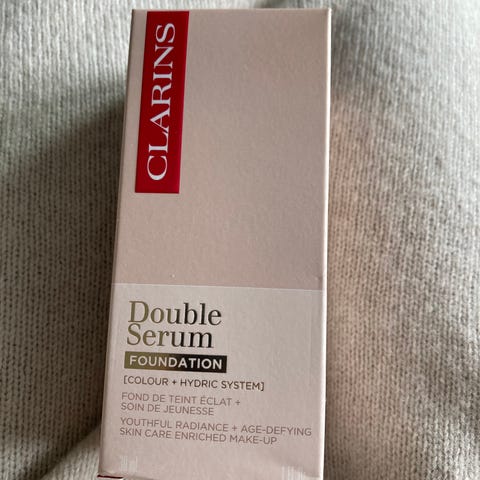 CLARINS
Double
Serum
FOUNDATION
[COLOUR + HYDRIC SYSTEM]
FOND DE TEINT ÉCLAT +
SOIN DE JEUNESSE
YOUTHFUL RADIANCE + AGE-DEFYING
SKIN CARE ENRICHED MAKE-UP